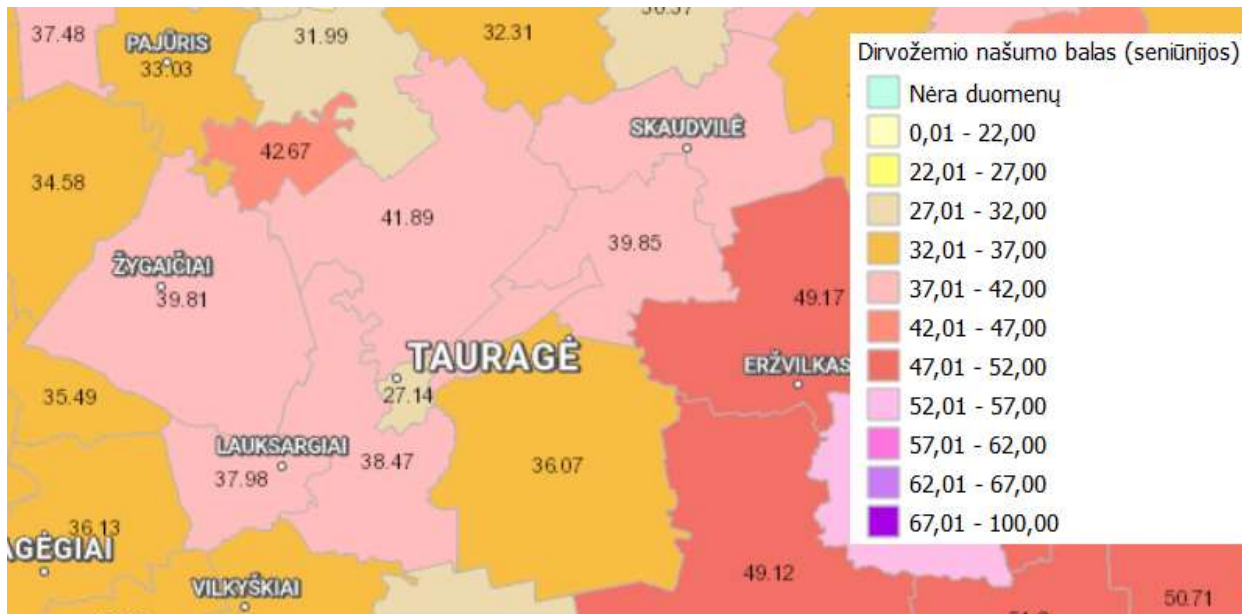 37.48
PAJŪRIS
33.03
31.99
32.31
30.37
Dirvožemio našumo balas (seniūnijos)
Nėra duomenų
0,01 - 22,00
22,01 - 27,00
27,01 - 32,00
32,01 - 37,00
37,01 - 42,00
42,01 - 47,00
47,01 - 52,00
52,01 - 57,00
57,01 - 62,00
62,01 - 67,00
67,01 - 100,00
SKAUDVILĖ
42.67
34.58
41.89
39.85
ŽYGAIČIAI
39.81
49.17
TAURAGĖ
ERŽVILKAS
27.14
35.49
LAUKSARGIAI
37.98
38.47
36.07
36.13
AGĖGIAI
VILKYŠKIAI
49.12
50.71